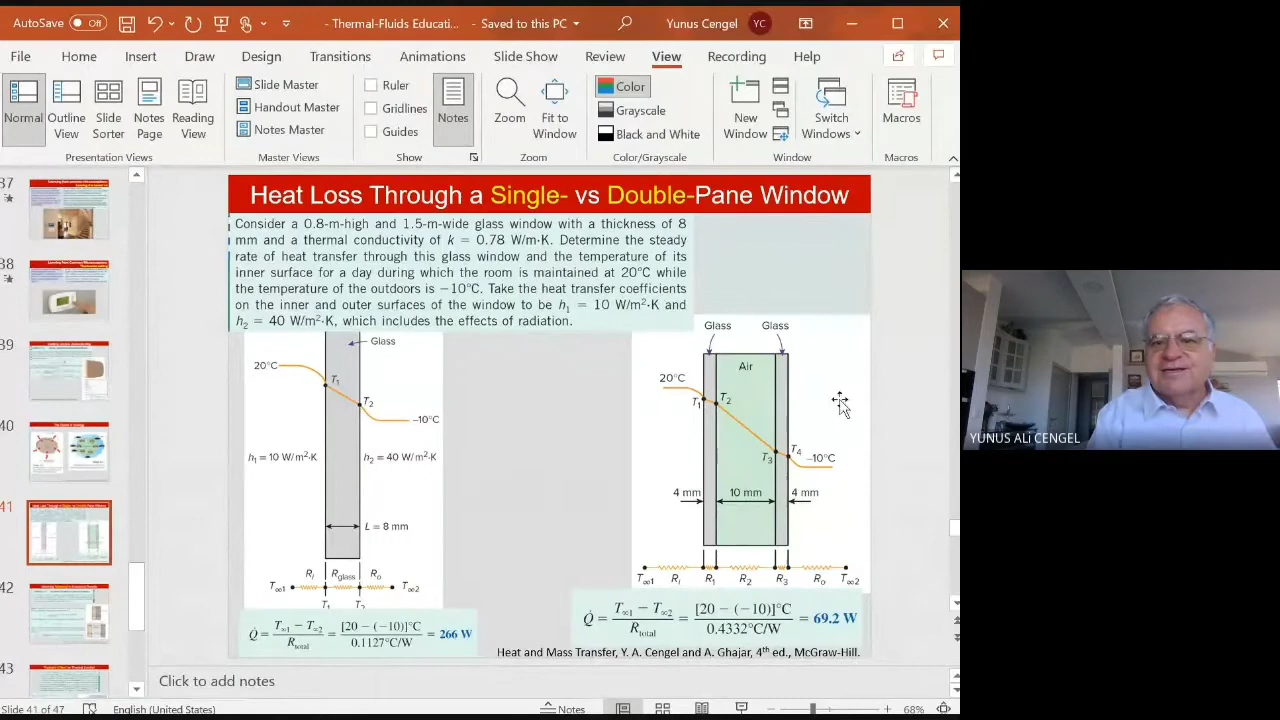 AutoSave Off - Thermal-Fluids Educati... - Saved to this PC Yunus Cengel YC
File Home Insert Draw Design Transitions Animations Slide Show Review View Recording Help
Normal
Outline View
Slide Sorter
Notes Page
Reading View
Presentation Views
Slide Master
Handout Master
Notes Master
Master Views
Ruler
Gridlines
Guides
Show
Notes
Zoom
Fit to Window
Zoom
Color
Grayscale
Black and White
Color/Grayscale
New Window
Switch Windows
Window
Macros
Macros
37
38
39
40
41
42
43
Heat Loss Through a Single- vs Double-Pane Window
Consider a 0.8-m-high and 1.5-m-wide glass window with a thickness of 8
mm and a thermal conductivity of k = 0.78 W/m·K. Determine the steady
rate of heat transfer through this glass window and the temperature of its
inner surface for a day during which the room is maintained at 20°C while
the temperature of the outdoors is −10°C. Take the heat transfer coefficients
on the inner and outer surfaces of the window to be h₁ = 10 W/m²·K and
h₂ = 40 W/m²·K, which includes the effects of radiation.
Glass
20°C
T₁
T₂
−10°C
h₁ = 10 W/m²·K h₂ = 40 W/m²·K
L = 8 mm
Rᵢ R_glass Rₒ
T∞1 T∞2
T₁ T₂
Q̇ = (T∞1 − T∞2)/R_total = [20 − (−10)]°C/0.1127°C/W = 266 W
Glass Glass
Air
20°C
T₁ T₂
T₃ T₄
−10°C
4 mm 10 mm 4 mm
T∞1 Rᵢ R₁ R₂ R₃ Rₒ T∞2
Q̇ = (T∞1 − T∞2)/R_total = [20 − (−10)]°C/0.4332°C/W = 69.2 W
Heat and Mass Transfer, Y. A. Cengel and A. Ghajar, 4th ed., McGraw-Hill.
Click to add notes
Slide 41 of 47 English (United States) Notes 68%
YUNUS ALi CENGEL